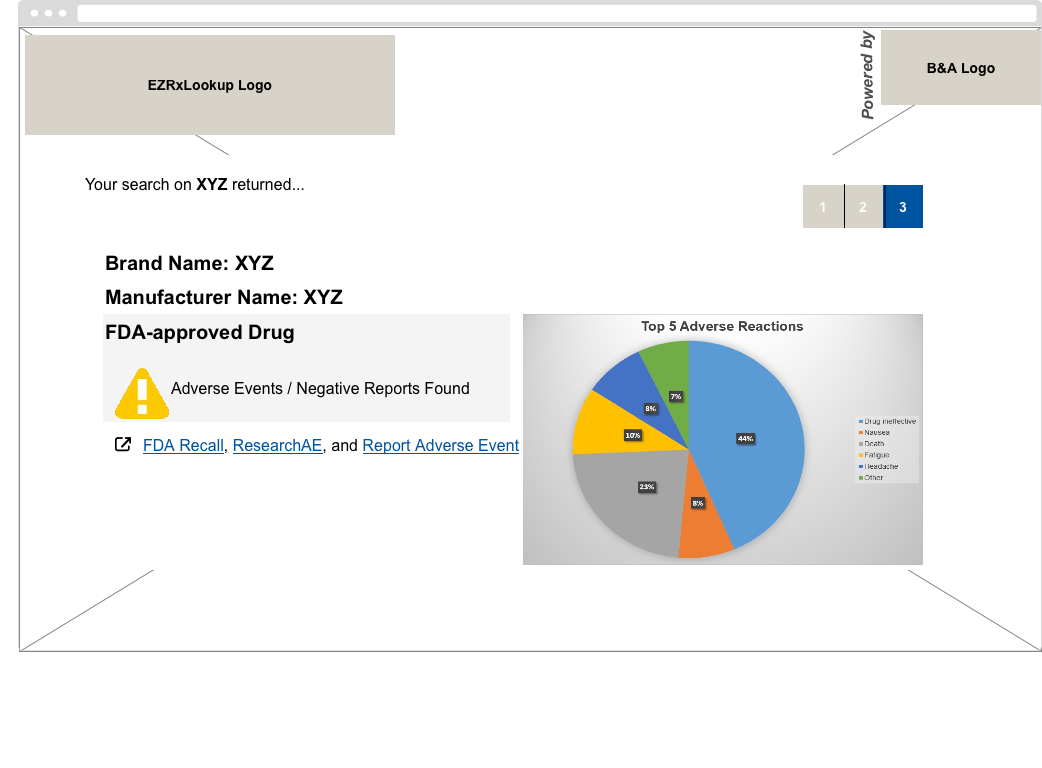 EZRxLookup Logo
Powered by
B&A Logo
Your search on XYZ returned...
1 2 3
Brand Name: XYZ
Manufacturer Name: XYZ
FDA-approved Drug
Adverse Events / Negative Reports Found
FDA Recall, ResearchAE, and Report Adverse Event
Top 5 Adverse Reactions
7%
8%
10%
44%
23%
8%
Drug ineffective
Nausea
Death
Fatigue
Headache
Other